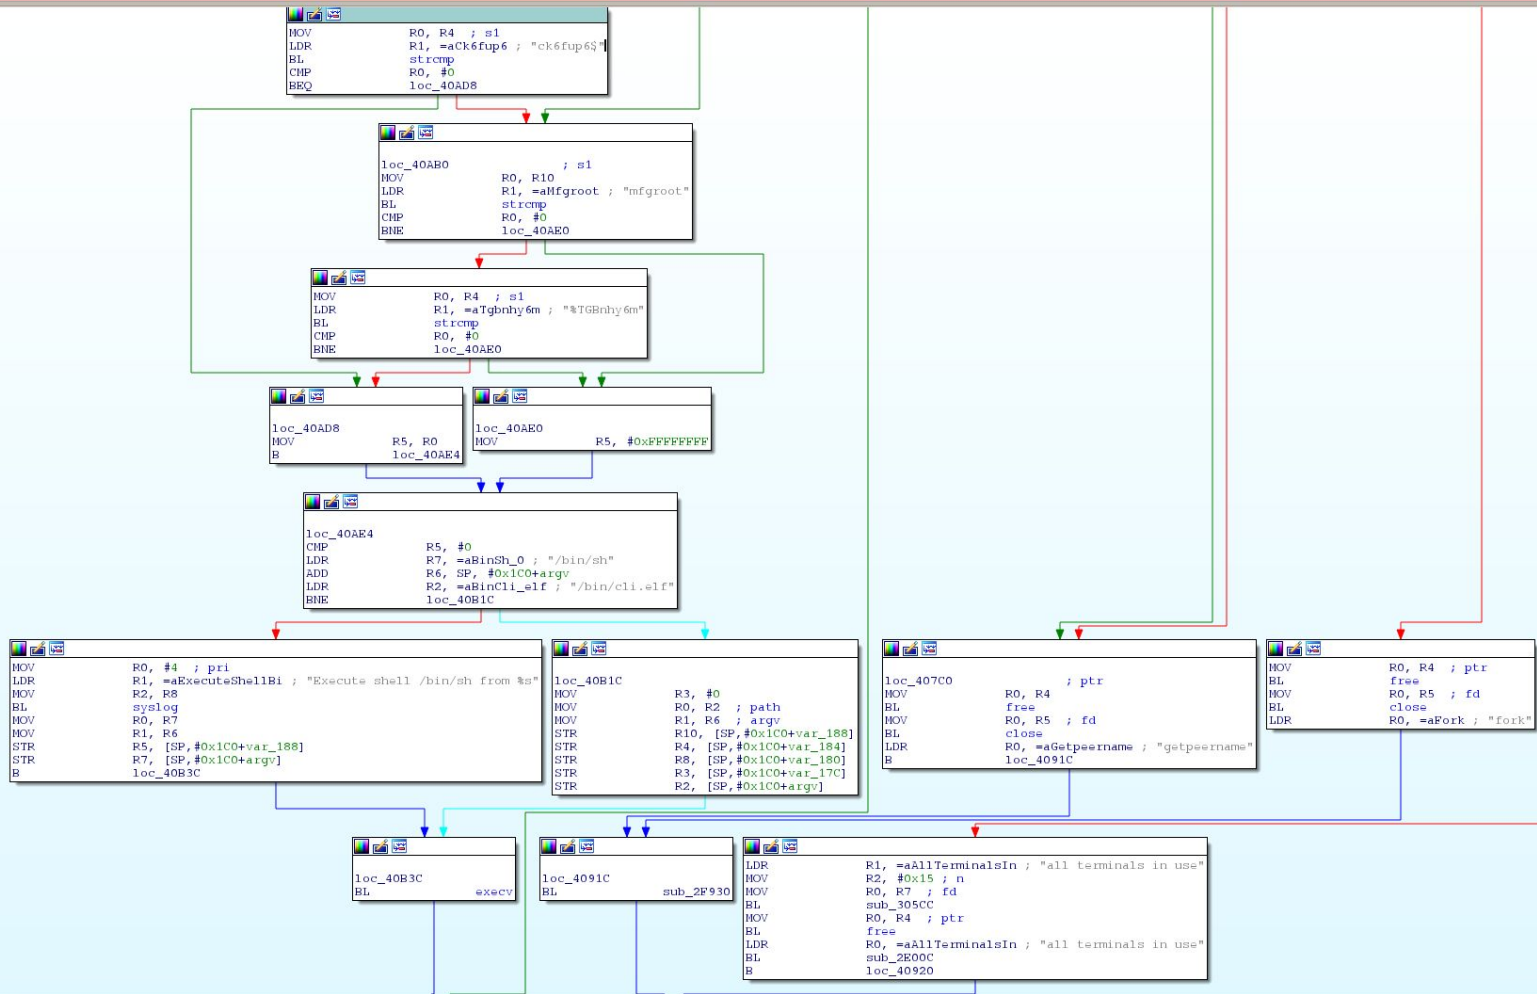 MOV R0, R4 ; s1
LDR R1, =aCk6fup6 ; "ck6fup6$"
BL strcmp
CMP R0, #0
BEQ loc_40AD8
loc_40AB0 ; s1
MOV R0, R10
LDR R1, =aMfgroot ; "mfgroot"
BL strcmp
CMP R0, #0
BNE loc_40AE0
MOV R0, R4 ; s1
LDR R1, =aTgbnhy6m ; "%TGBnhy6m"
BL strcmp
CMP R0, #0
BNE loc_40AE0
loc_40AD8
MOV R5, R0
B loc_40AE4
loc_40AE0
MOV R5, #0xFFFFFFFF
loc_40AE4
CMP R5, #0
LDR R7, =aBinSh_0 ; "/bin/sh"
ADD R6, SP, #0x1C0+argv
LDR R2, =aBinCli_elf ; "/bin/cli.elf"
BNE loc_40B1C
MOV R0, #4 ; pri
LDR R1, =aExecuteShellBi ; "Execute shell /bin/sh from %s"
MOV R2, R8
BL syslog
MOV R0, R7
MOV R1, R6
STR R5, [SP,#0x1C0+var_188]
STR R7, [SP,#0x1C0+argv]
B loc_40B3C
loc_40B1C
MOV R3, #0
MOV R0, R2 ; path
MOV R1, R6 ; argv
STR R10, [SP,#0x1C0+var_188]
STR R4, [SP,#0x1C0+var_184]
STR R8, [SP,#0x1C0+var_180]
STR R3, [SP,#0x1C0+var_17C]
STR R2, [SP,#0x1C0+argv]
loc_407C0 ; ptr
MOV R0, R4
BL free
MOV R0, R5 ; fd
BL close
LDR R0, =aGetpeername ; "getpeername"
B loc_4091C
MOV R0, R4 ; ptr
BL free
MOV R0, R5 ; fd
BL close
LDR R0, =aFork ; "fork"
loc_40B3C
BL execv
loc_4091C
BL sub_2F930
LDR R1, =aAllTerminalsIn ; "all terminals in use"
MOV R2, #0x15 ; n
MOV R0, R7 ; fd
BL sub_305CC
MOV R0, R4 ; ptr
BL free
LDR R0, =aAllTerminalsIn ; "all terminals in use"
BL sub_2E00C
B loc_40920